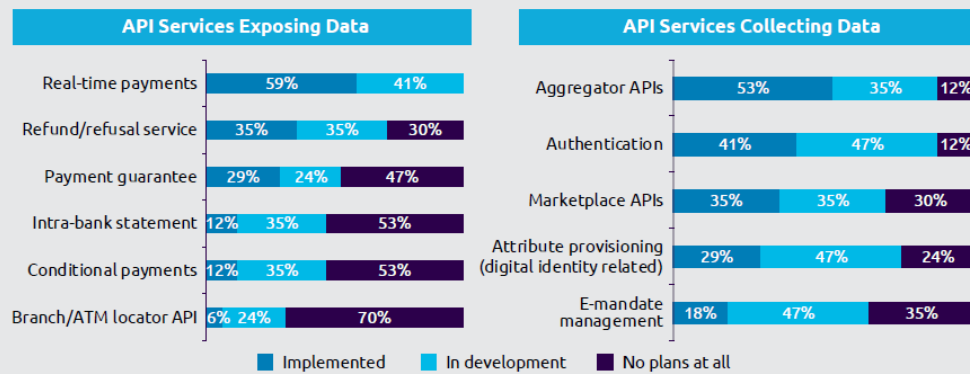 API Services Exposing Data
Real-time payments 59% 41%
Refund/refusal service 35% 35% 30%
Payment guarantee 29% 24% 47%
Intra-bank statement 12% 35% 53%
Conditional payments 12% 35% 53%
Branch/ATM locator API 6% 24% 70%
API Services Collecting Data
Aggregator APIs 53% 35% 12%
Authentication 41% 47% 12%
Marketplace APIs 35% 35% 30%
Attribute provisioning
(digital identity related) 29% 47% 24%
E-mandate
management 18% 47% 35%
Implemented In development No plans at all